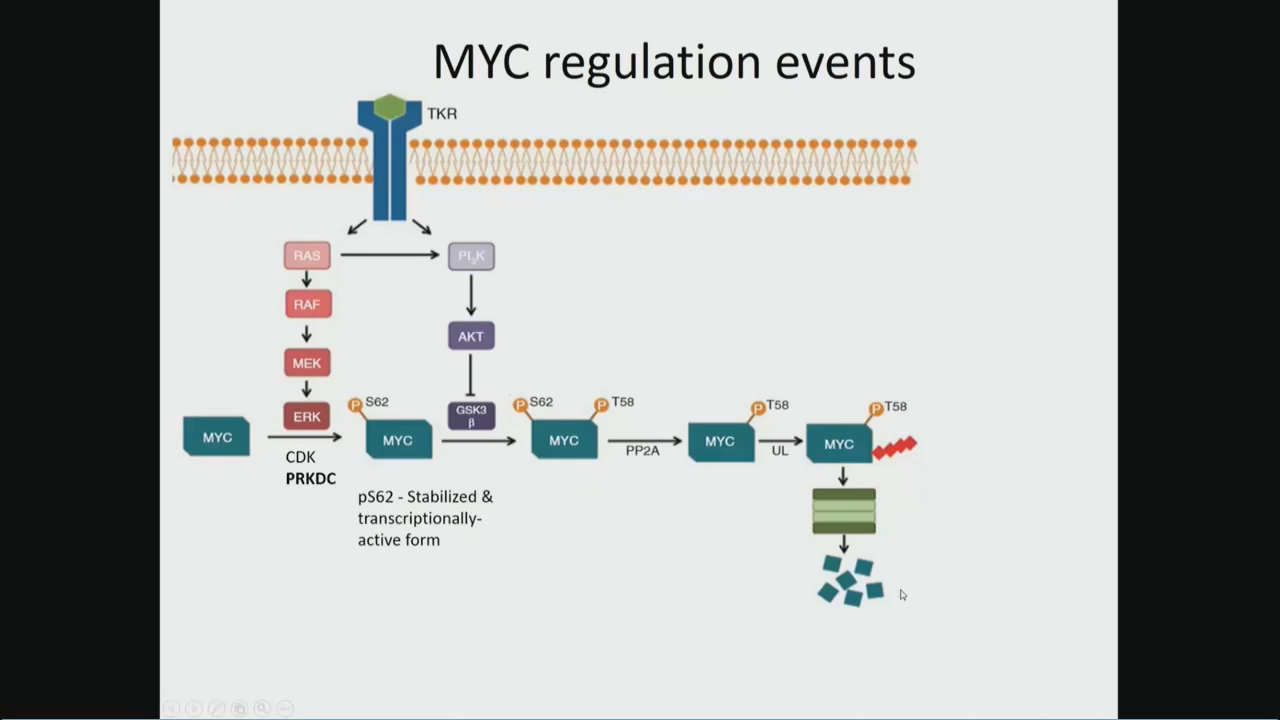 MYC regulation events
TKR
RAS
PI3K
RAF
AKT
MEK
ERK
GSK3
β
P S62
P S62
P T58
P T58
P T58
MYC
MYC
MYC
MYC
MYC
PP2A
UL
CDK
PRKDC
pS62 - Stabilized &
transcriptionally-
active form